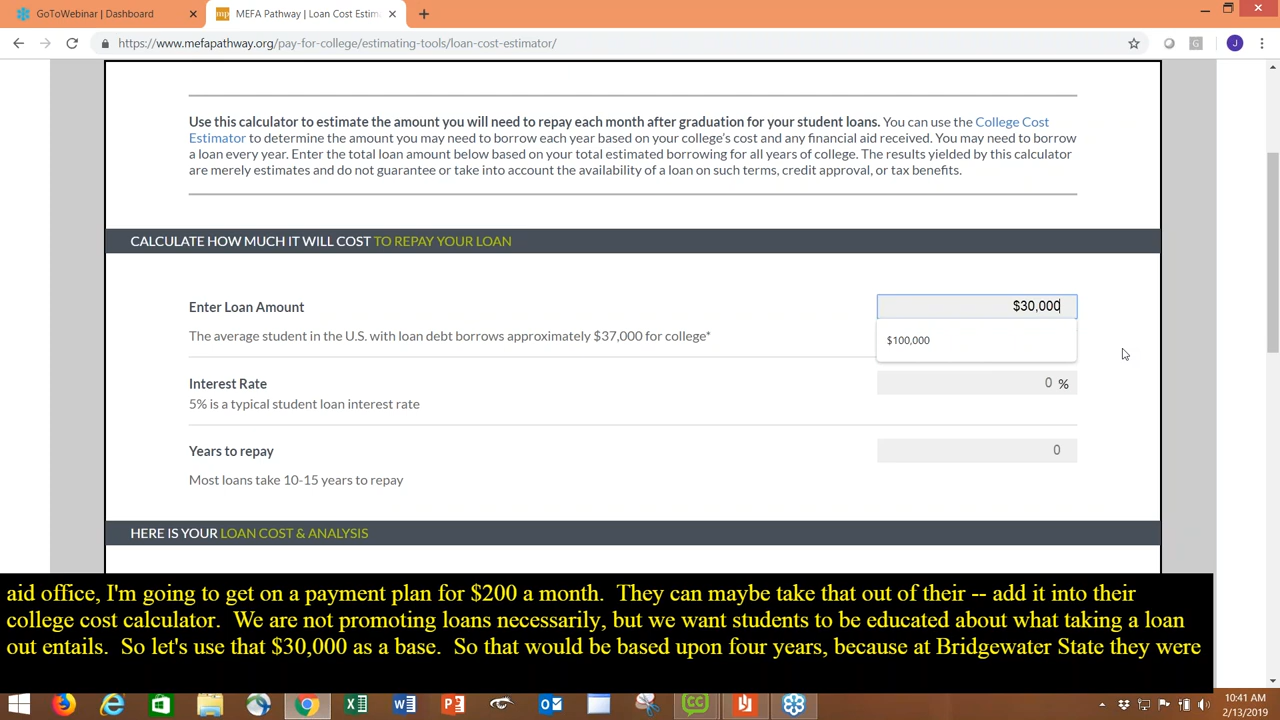 GoToWebinar | Dashboard
MEFA Pathway | Loan Cost Estim
https://www.mefapathway.org/pay-for-college/estimating-tools/loan-cost-estimator/
Use this calculator to estimate the amount you will need to repay each month after graduation for your student loans. You can use the College Cost
Estimator to determine the amount you may need to borrow each year based on your college's cost and any financial aid received. You may need to borrow
a loan every year. Enter the total loan amount below based on your total estimated borrowing for all years of college. The results yielded by this calculator
are merely estimates and do not guarantee or take into account the availability of a loan on such terms, credit approval, or tax benefits.
CALCULATE HOW MUCH IT WILL COST TO REPAY YOUR LOAN
Enter Loan Amount
$30,000
The average student in the U.S. with loan debt borrows approximately $37,000 for college*
$100,000
Interest Rate
0 %
5% is a typical student loan interest rate
Years to repay
0
Most loans take 10-15 years to repay
HERE IS YOUR LOAN COST & ANALYSIS
aid office, I'm going to get on a payment plan for $200 a month. They can maybe take that out of their -- add it into their
college cost calculator. We are not promoting loans necessarily, but we want students to be educated about what taking a loan
out entails. So let's use that $30,000 as a base. So that would be based upon four years, because at Bridgewater State they were
10:41 AM
2/13/2019